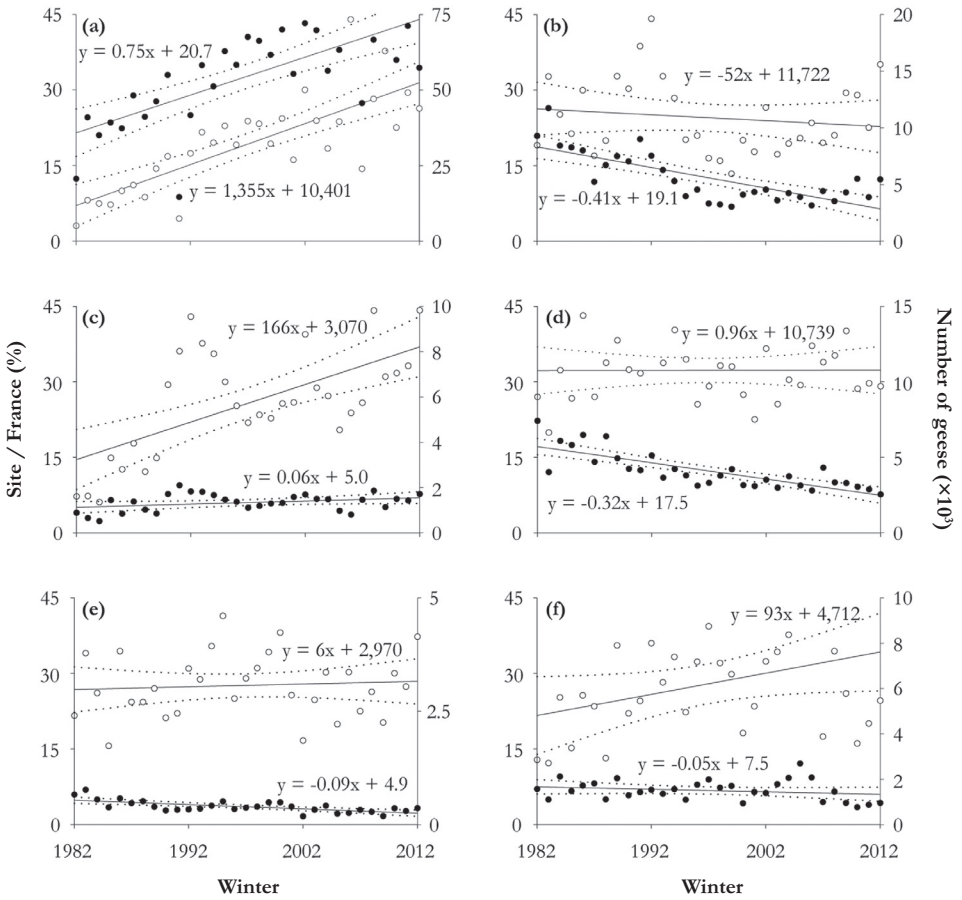 45 (a) 75
y = 0.75x + 20.7
30 50
15 25
y = 1,355x + 10,401
0 0
45 (b) 20
y = -52x + 11,722
30 15
10
15 5
y = -0.41x + 19.1
0 0
45 (c) 10
y = 166x + 3,070
8
30 6
15 4
y = 0.06x + 5.0
2
0 0
45 (d) 15
y = 0.96x + 10,739
30 10
15 5
y = -0.32x + 17.5
0 0
Site / France (%)
Number of geese (×10³)
45 (e) 5
y = 6x + 2,970
30
2.5
15
y = -0.09x + 4.9
0 0
1982 1992 2002 2012
Winter
45 (f) 10
y = 93x + 4,712
8
30 6
15 4
y = -0.05x + 7.5
2
0 0
1982 1992 2002 2012
Winter